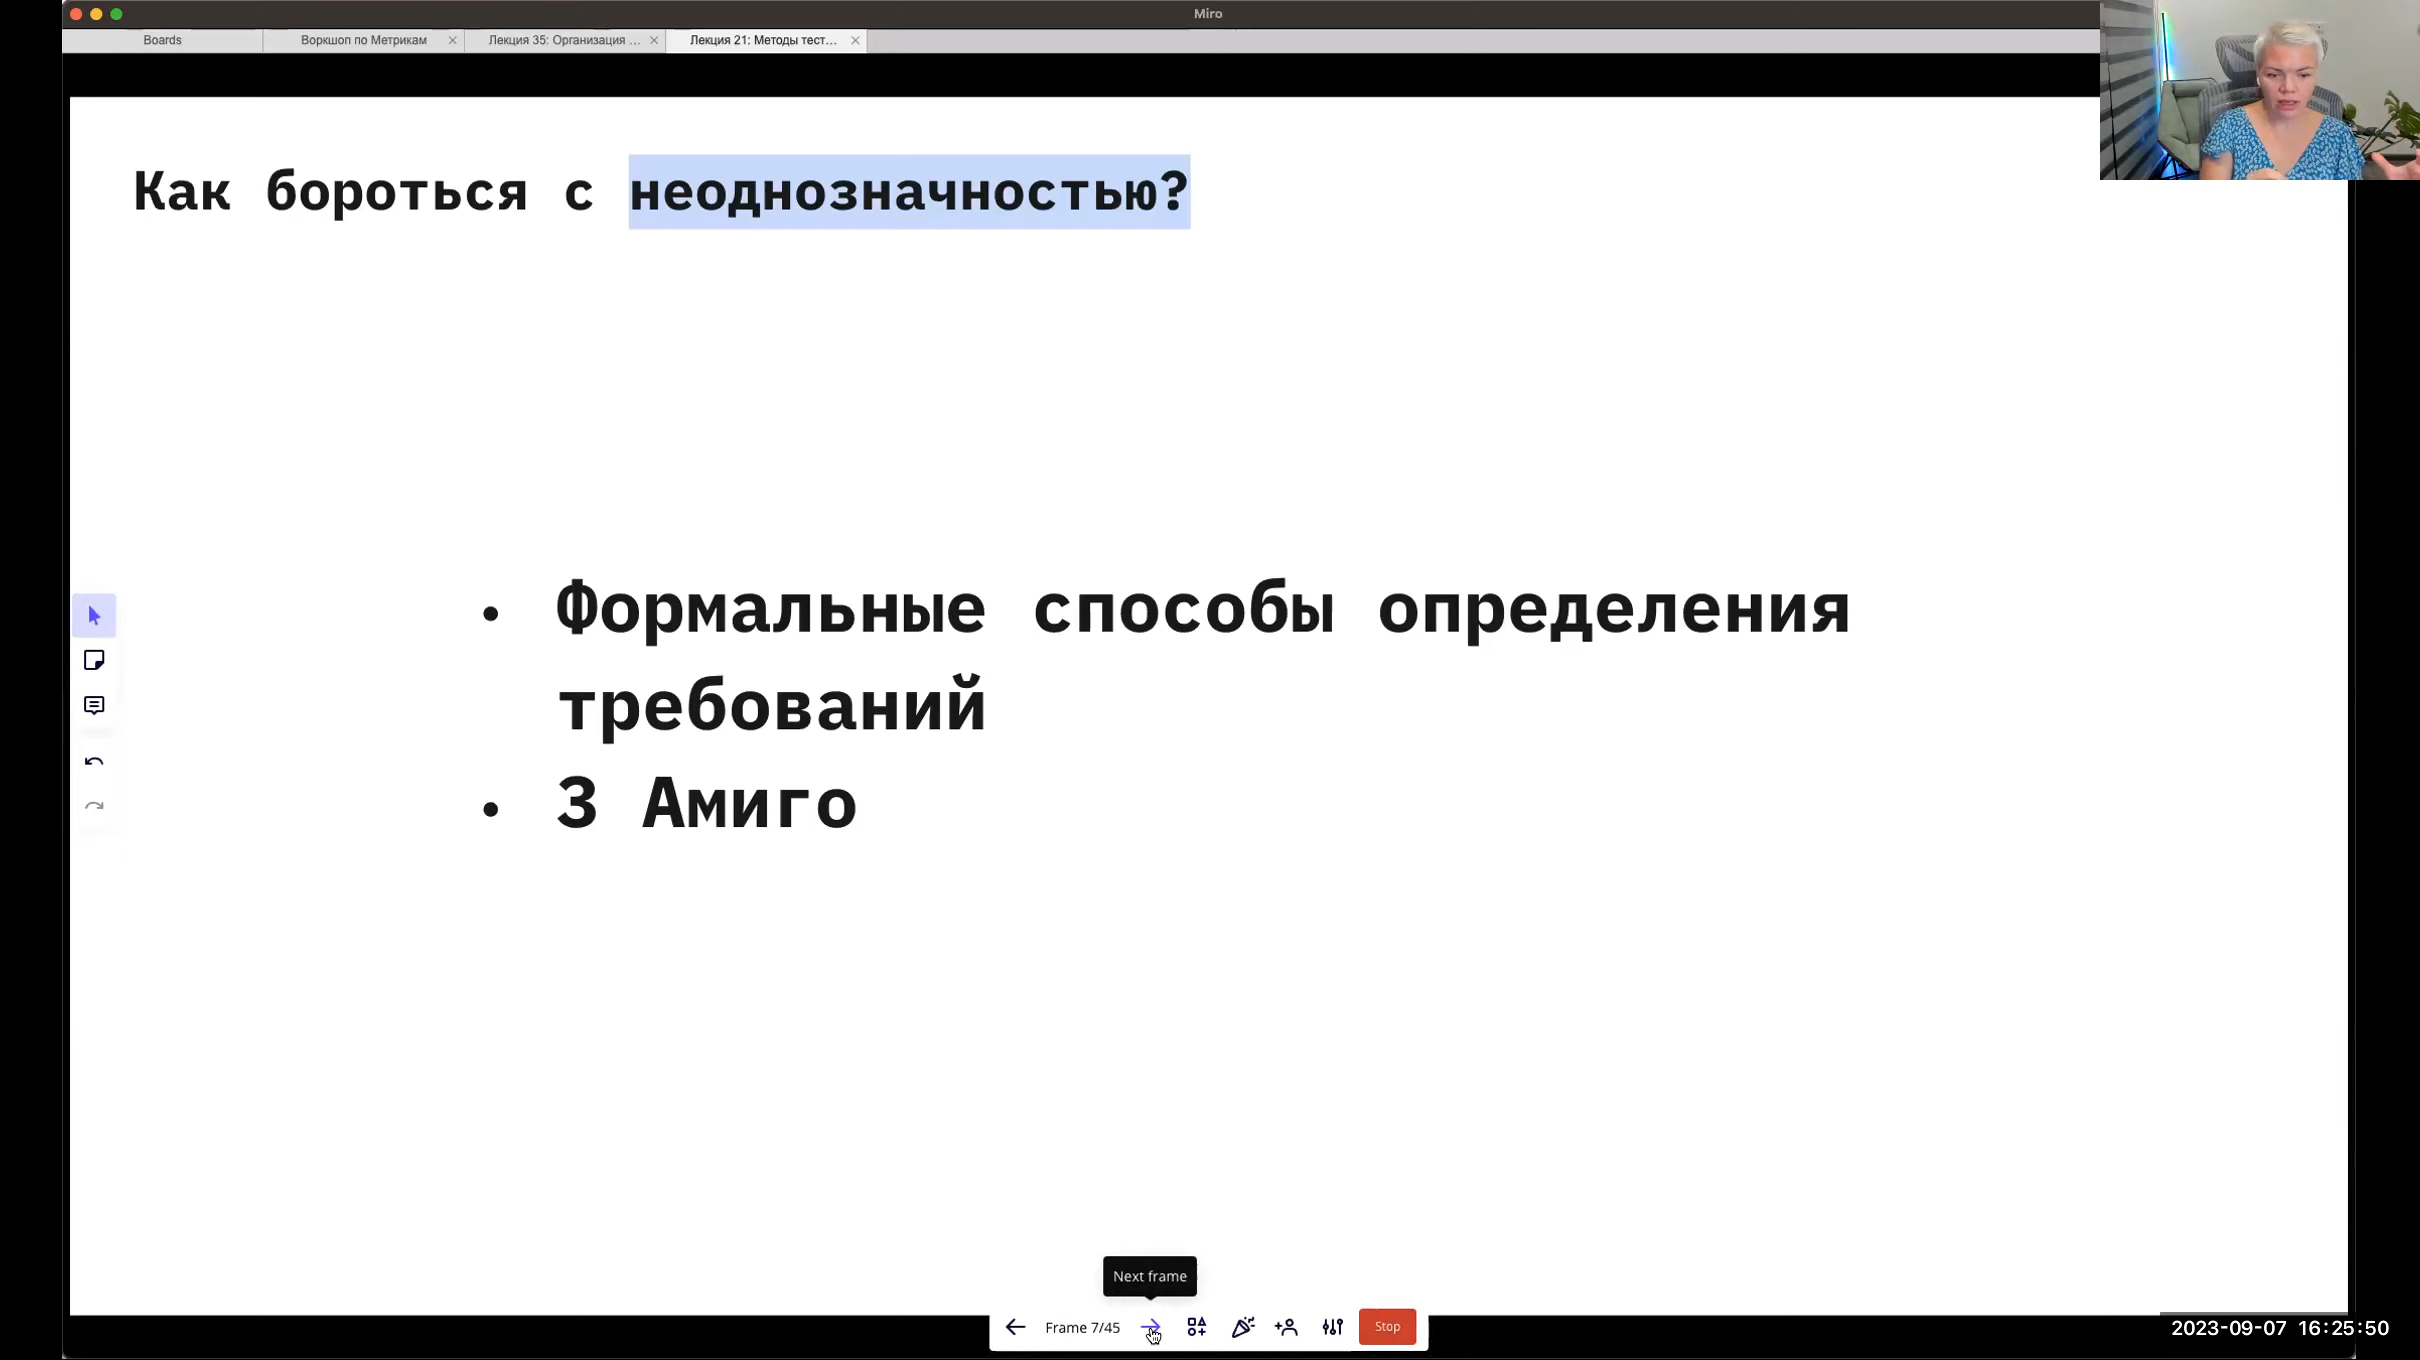 Miro
Boards
Воркшоп по Метрикам
Лекция 35: Организация ...
Лекция 21: Методы тест...
Как бороться с неоднозначностью?
• Формальные способы определения
требований
• 3 Амиго
Next frame
Frame 7/45
Stop
2023-09-07 16:25:50